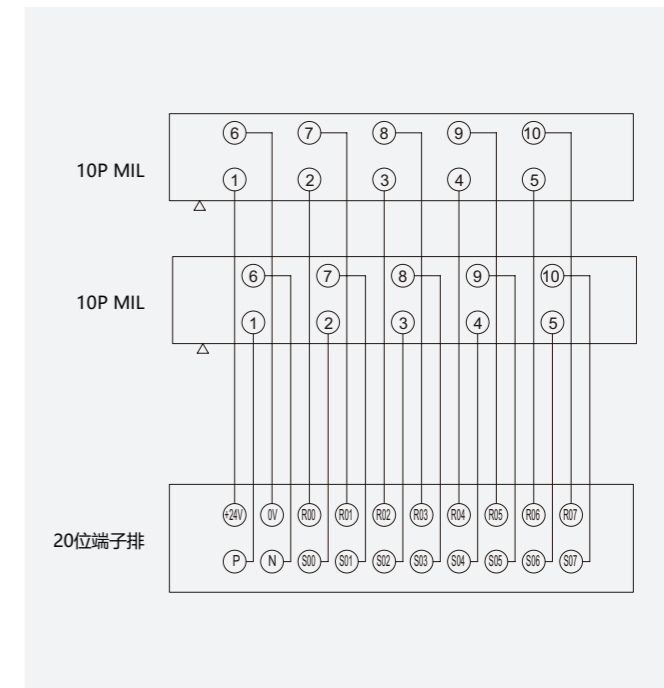 6 7 8 9 10
10P MIL
1 2 3 4 5
6 7 8 9 10
10P MIL
1 2 3 4 5
+24V 0V R00 R01 R02 R03 R04 R05 R06 R07
20位端子排
P N S00 S01 S02 S03 S04 S05 S06 S07